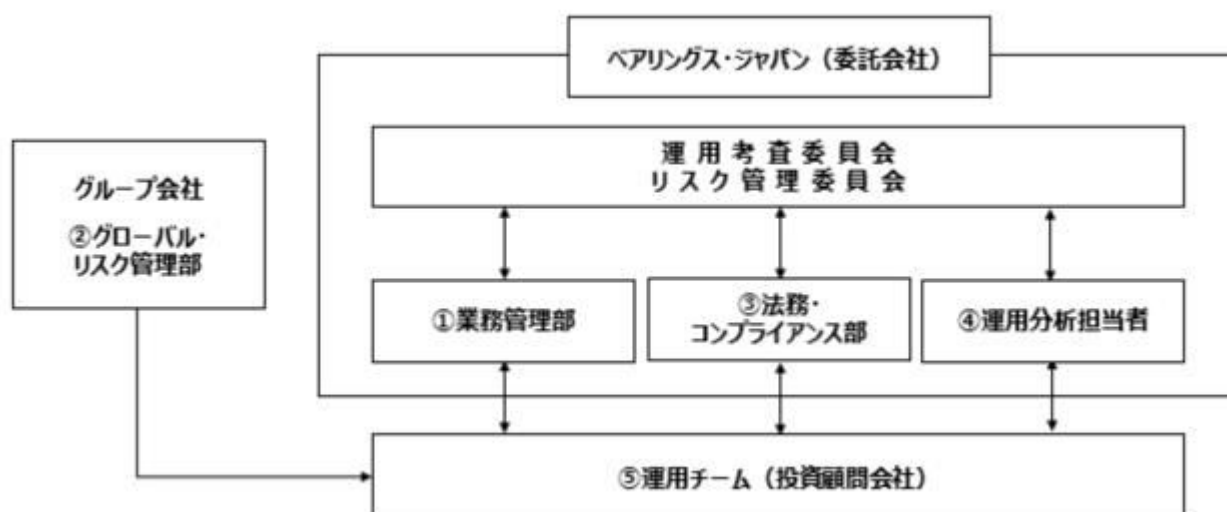 ベアリングス・ジャパン（委託会社）
運用考査委員会
リスク管理委員会
グループ会社
②グローバル・
リスク管理部
①業務管理部
③法務・
コンプライアンス部
④運用分析担当者
⑤運用チーム（投資顧問会社）